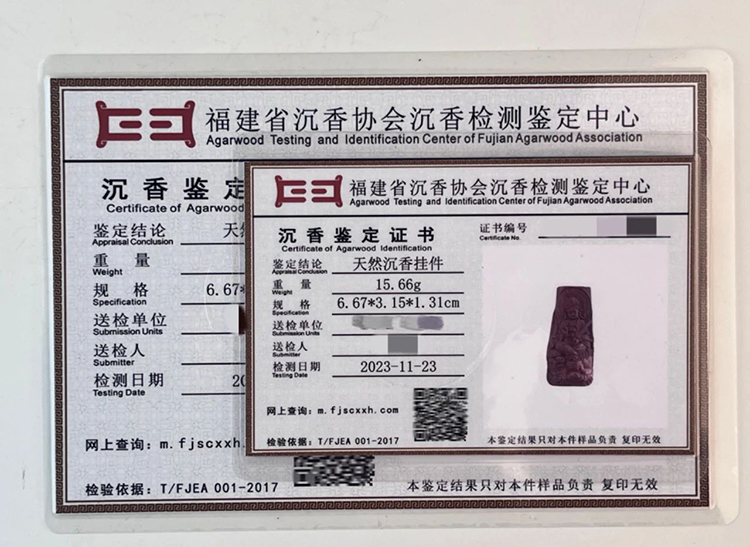 福建省沉香协会沉香检测鉴定中心
Agarwood Testing and Identification Center of Fujian Agarwood Association
沉香鉴定
Certificate of Agarwood
鉴定结论
Appraisal Conclusion
重 量
Weight
规 格 6.67*
Specification
送检单位
Submission Units
送检人
Submitter
检测日期 20
Testing Date
网上查询: m.fjscxxh.
检验依据: T/FJEA 001-2017
本鉴定结果只对本件样品负责 复印无效
福建省沉香协会沉香检测鉴定中心
Agarwood Testing and Identification Center of Fujian Agarwood Association
沉香鉴定证书
Certificate of Agarwood Identification
证书编号
Certificate No.
鉴定结论 天然沉香挂件
Appraisal Conclusion
重 量 15.66g
Weight
规 格 6.67*3.15*1.31cm
Specification
送检单位
Submission Units
送检人
Submitter
检测日期 2023-11-23
Testing Date
网上查询: m.fjscxxh.com
检验依据: T/FJEA 001-2017
本鉴定结果只对本件样品负责 复印无效